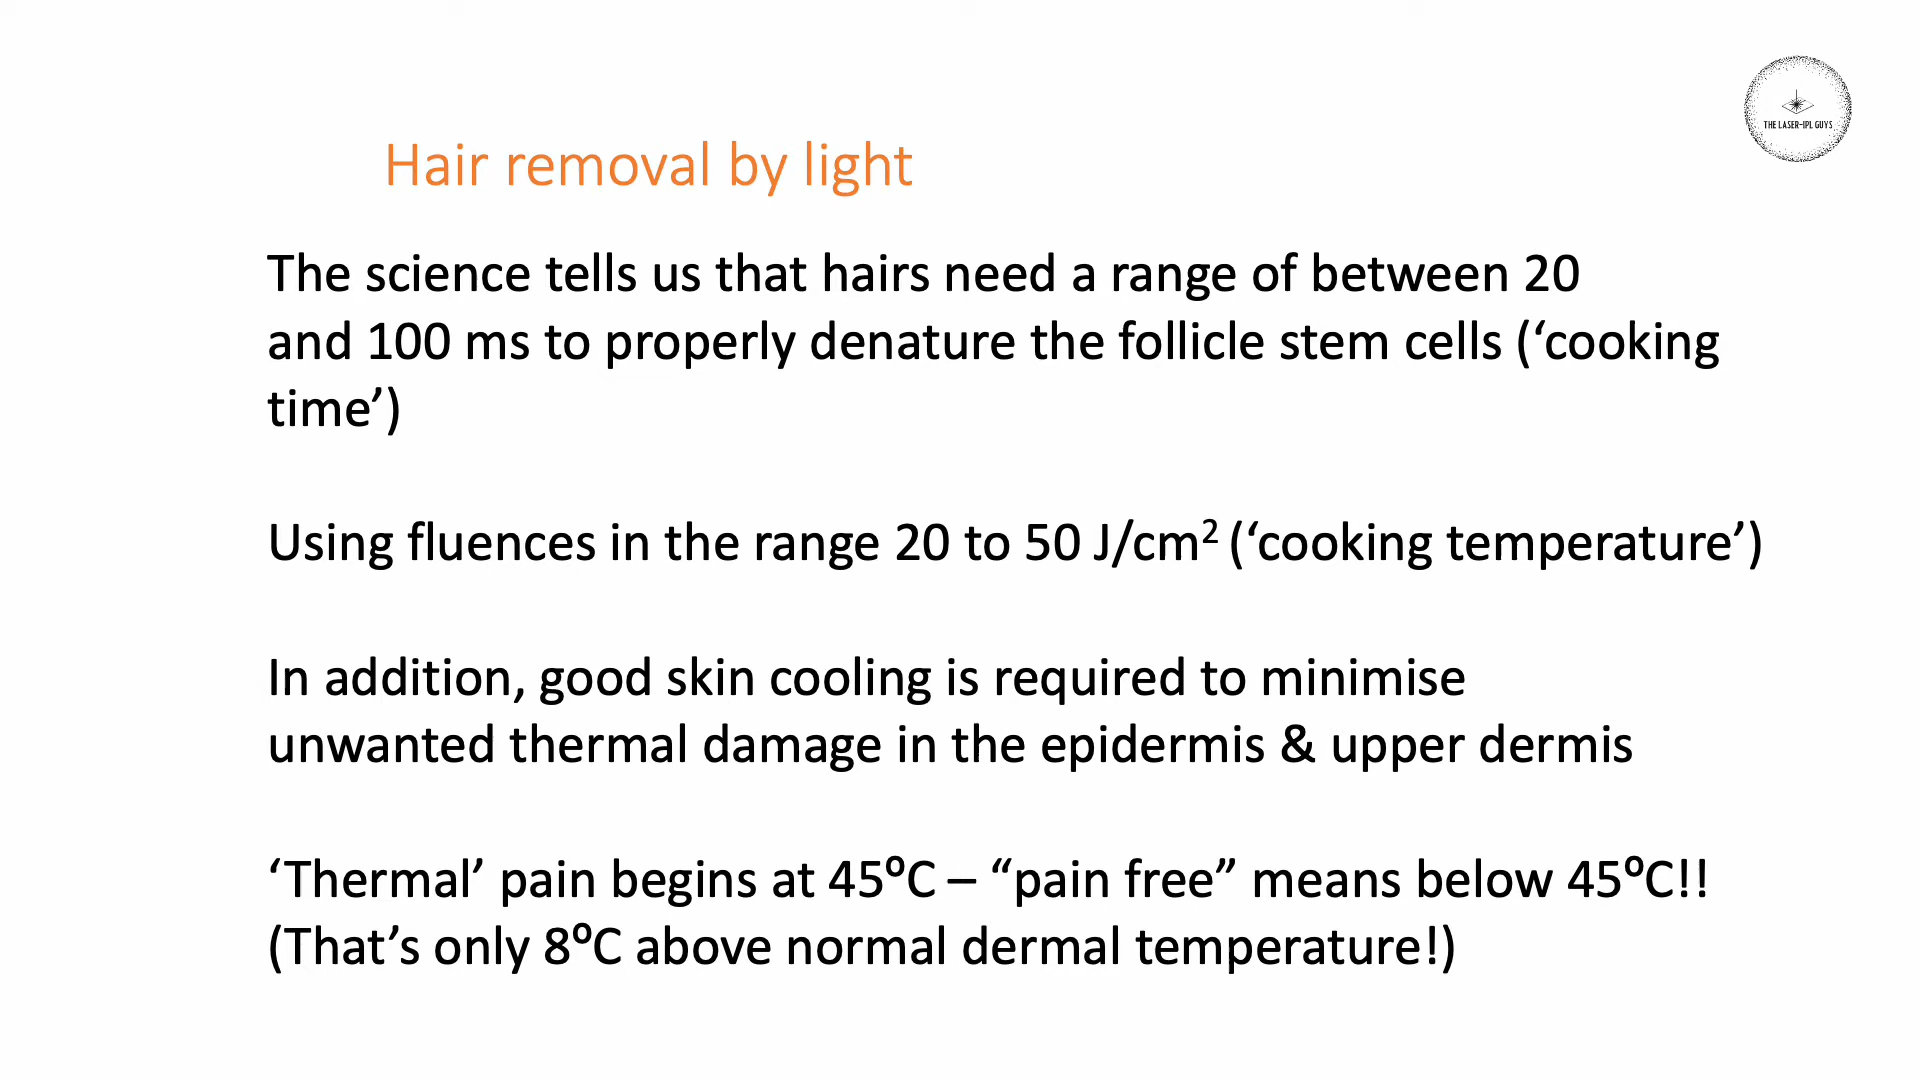 THE LASER-IPL GUYS
Hair removal by light
The science tells us that hairs need a range of between 20
and 100 ms to properly denature the follicle stem cells (‘cooking
time’)
Using fluences in the range 20 to 50 J/cm² (‘cooking temperature’)
In addition, good skin cooling is required to minimise
unwanted thermal damage in the epidermis & upper dermis
‘Thermal’ pain begins at 45⁰C – “pain free” means below 45⁰C!!
(That’s only 8⁰C above normal dermal temperature!)